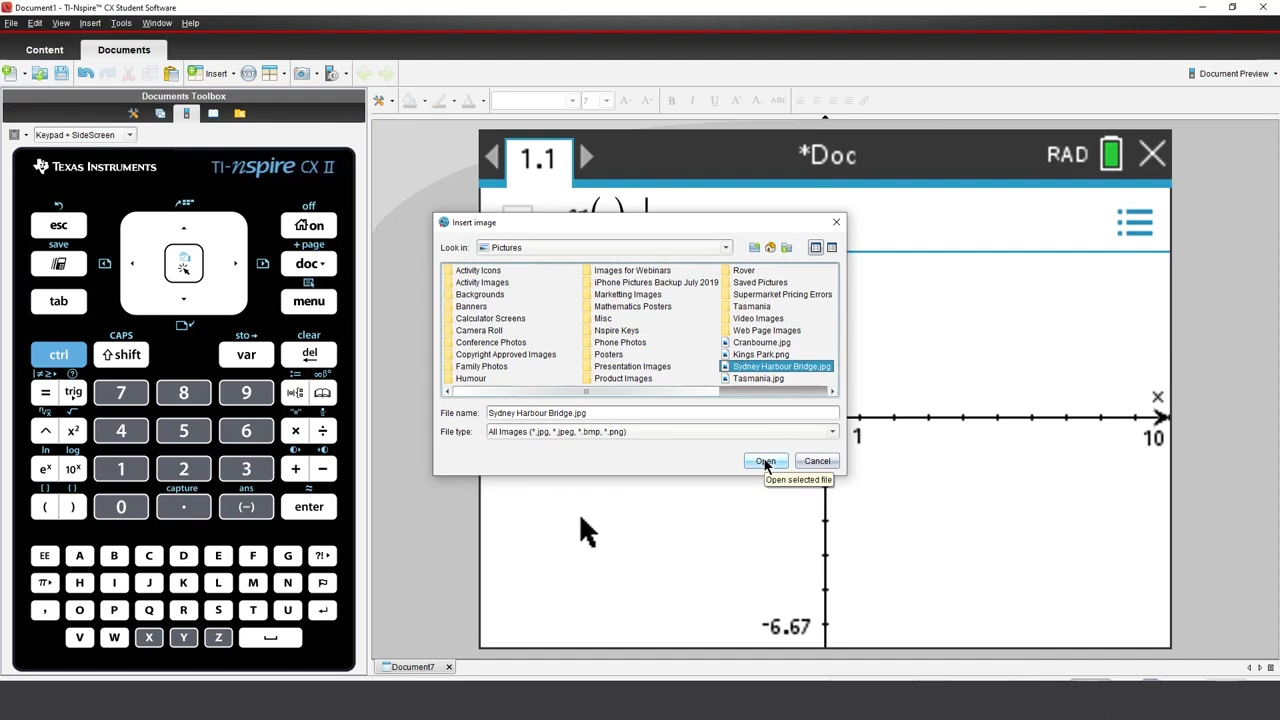 Document1 - TI-Nspire™ CX Student Software
File Edit View Insert Tools Window Help
Content Documents
Insert Document Preview
Documents Toolbox
7
B I U ABC
Keypad + SideScreen
TEXAS INSTRUMENTS TI-nspire CX II
1.1 *Doc RAD
off
esc on
save + page
doc
tab menu
CAPS sto→ clear
ctrl shift var del
= trig 7 8 9
^ x² 4 5 6 × ÷
ln log
eˣ 10ˣ 1 2 3 + −
[ ] { } capture ans ≈
( ) 0 . (−) enter
EE A B C D E F G ?!
π H I J K L M N
, O P Q R S T U
V W X Y Z
Insert image
Look in: Pictures
Activity Icons Images for Webinars Rover
Activity Images iPhone Pictures Backup July 2019 Saved Pictures
Backgrounds Marketting Images Supermarket Pricing Errors
Banners Mathematics Posters Tasmania
Calculator Screens Misc Video Images
Camera Roll Nspire Keys Web Page Images
Conference Photos Phone Photos Cranbourne.jpg
Copyright Approved Images Posters Kings Park.png
Family Photos Presentation Images Sydney Harbour Bridge.jpg
Humour Product Images Tasmania.jpg
File name: Sydney Harbour Bridge.jpg
File type: All Images (*.jpg, *.jpeg, *.bmp, *.png)
Open Cancel
Open selected file
x
1 10
-6.67
Document7